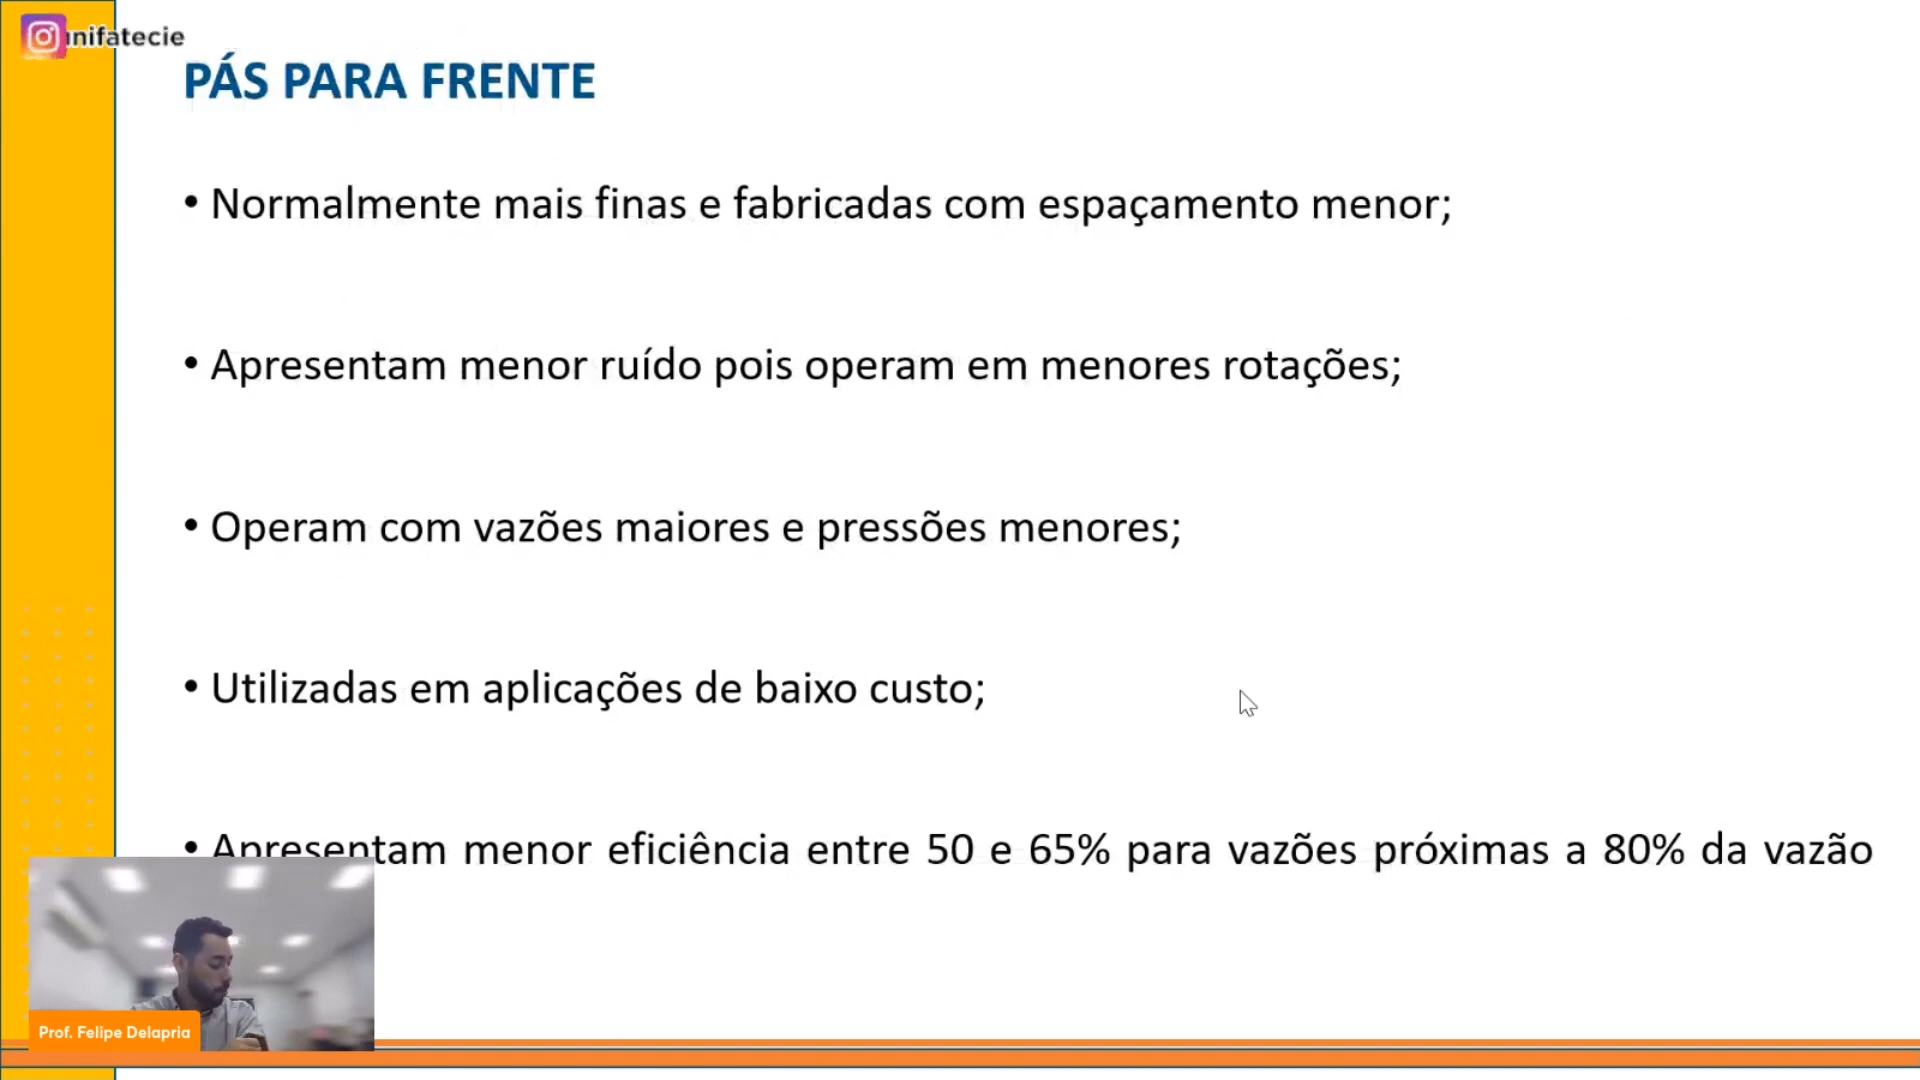 nifatecie
PÁS PARA FRENTE
• Normalmente mais finas e fabricadas com espaçamento menor;
• Apresentam menor ruído pois operam em menores rotações;
• Operam com vazões maiores e pressões menores;
• Utilizadas em aplicações de baixo custo;
• Apresentam menor eficiência entre 50 e 65% para vazões próximas a 80% da vazão
Prof. Felipe Delapria